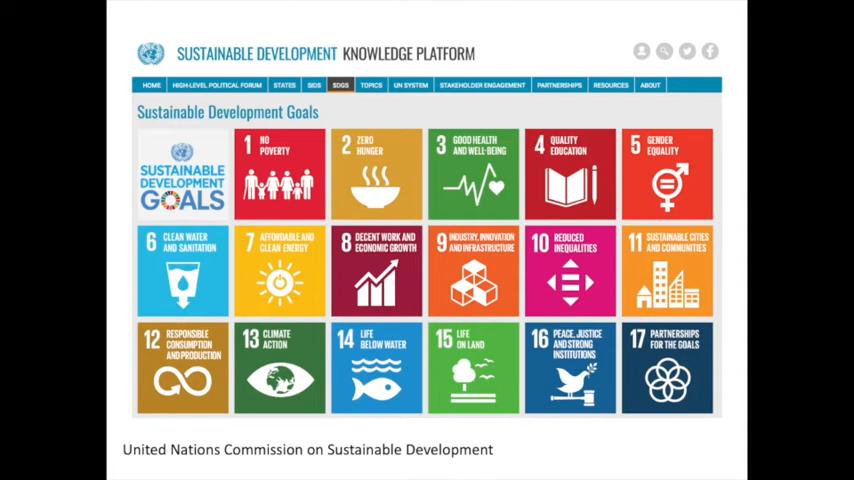 SUSTAINABLE DEVELOPMENT KNOWLEDGE PLATFORM
HOME HIGH-LEVEL POLITICAL FORUM STATES SIDS SDGS TOPICS UN SYSTEM STAKEHOLDER ENGAGEMENT PARTNERSHIPS RESOURCES ABOUT
Sustainable Development Goals
SUSTAINABLE
DEVELOPMENT
GOALS
1 NO
POVERTY
2 ZERO
HUNGER
3 GOOD HEALTH
AND WELL-BEING
4 QUALITY
EDUCATION
5 GENDER
EQUALITY
6 CLEAN WATER
AND SANITATION
7 AFFORDABLE AND
CLEAN ENERGY
8 DECENT WORK AND
ECONOMIC GROWTH
9 INDUSTRY, INNOVATION
AND INFRASTRUCTURE
10 REDUCED
INEQUALITIES
11 SUSTAINABLE CITIES
AND COMMUNITIES
12 RESPONSIBLE
CONSUMPTION
AND PRODUCTION
13 CLIMATE
ACTION
14 LIFE
BELOW WATER
15 LIFE
ON LAND
16 PEACE, JUSTICE
AND STRONG
INSTITUTIONS
17 PARTNERSHIPS
FOR THE GOALS
United Nations Commission on Sustainable Development